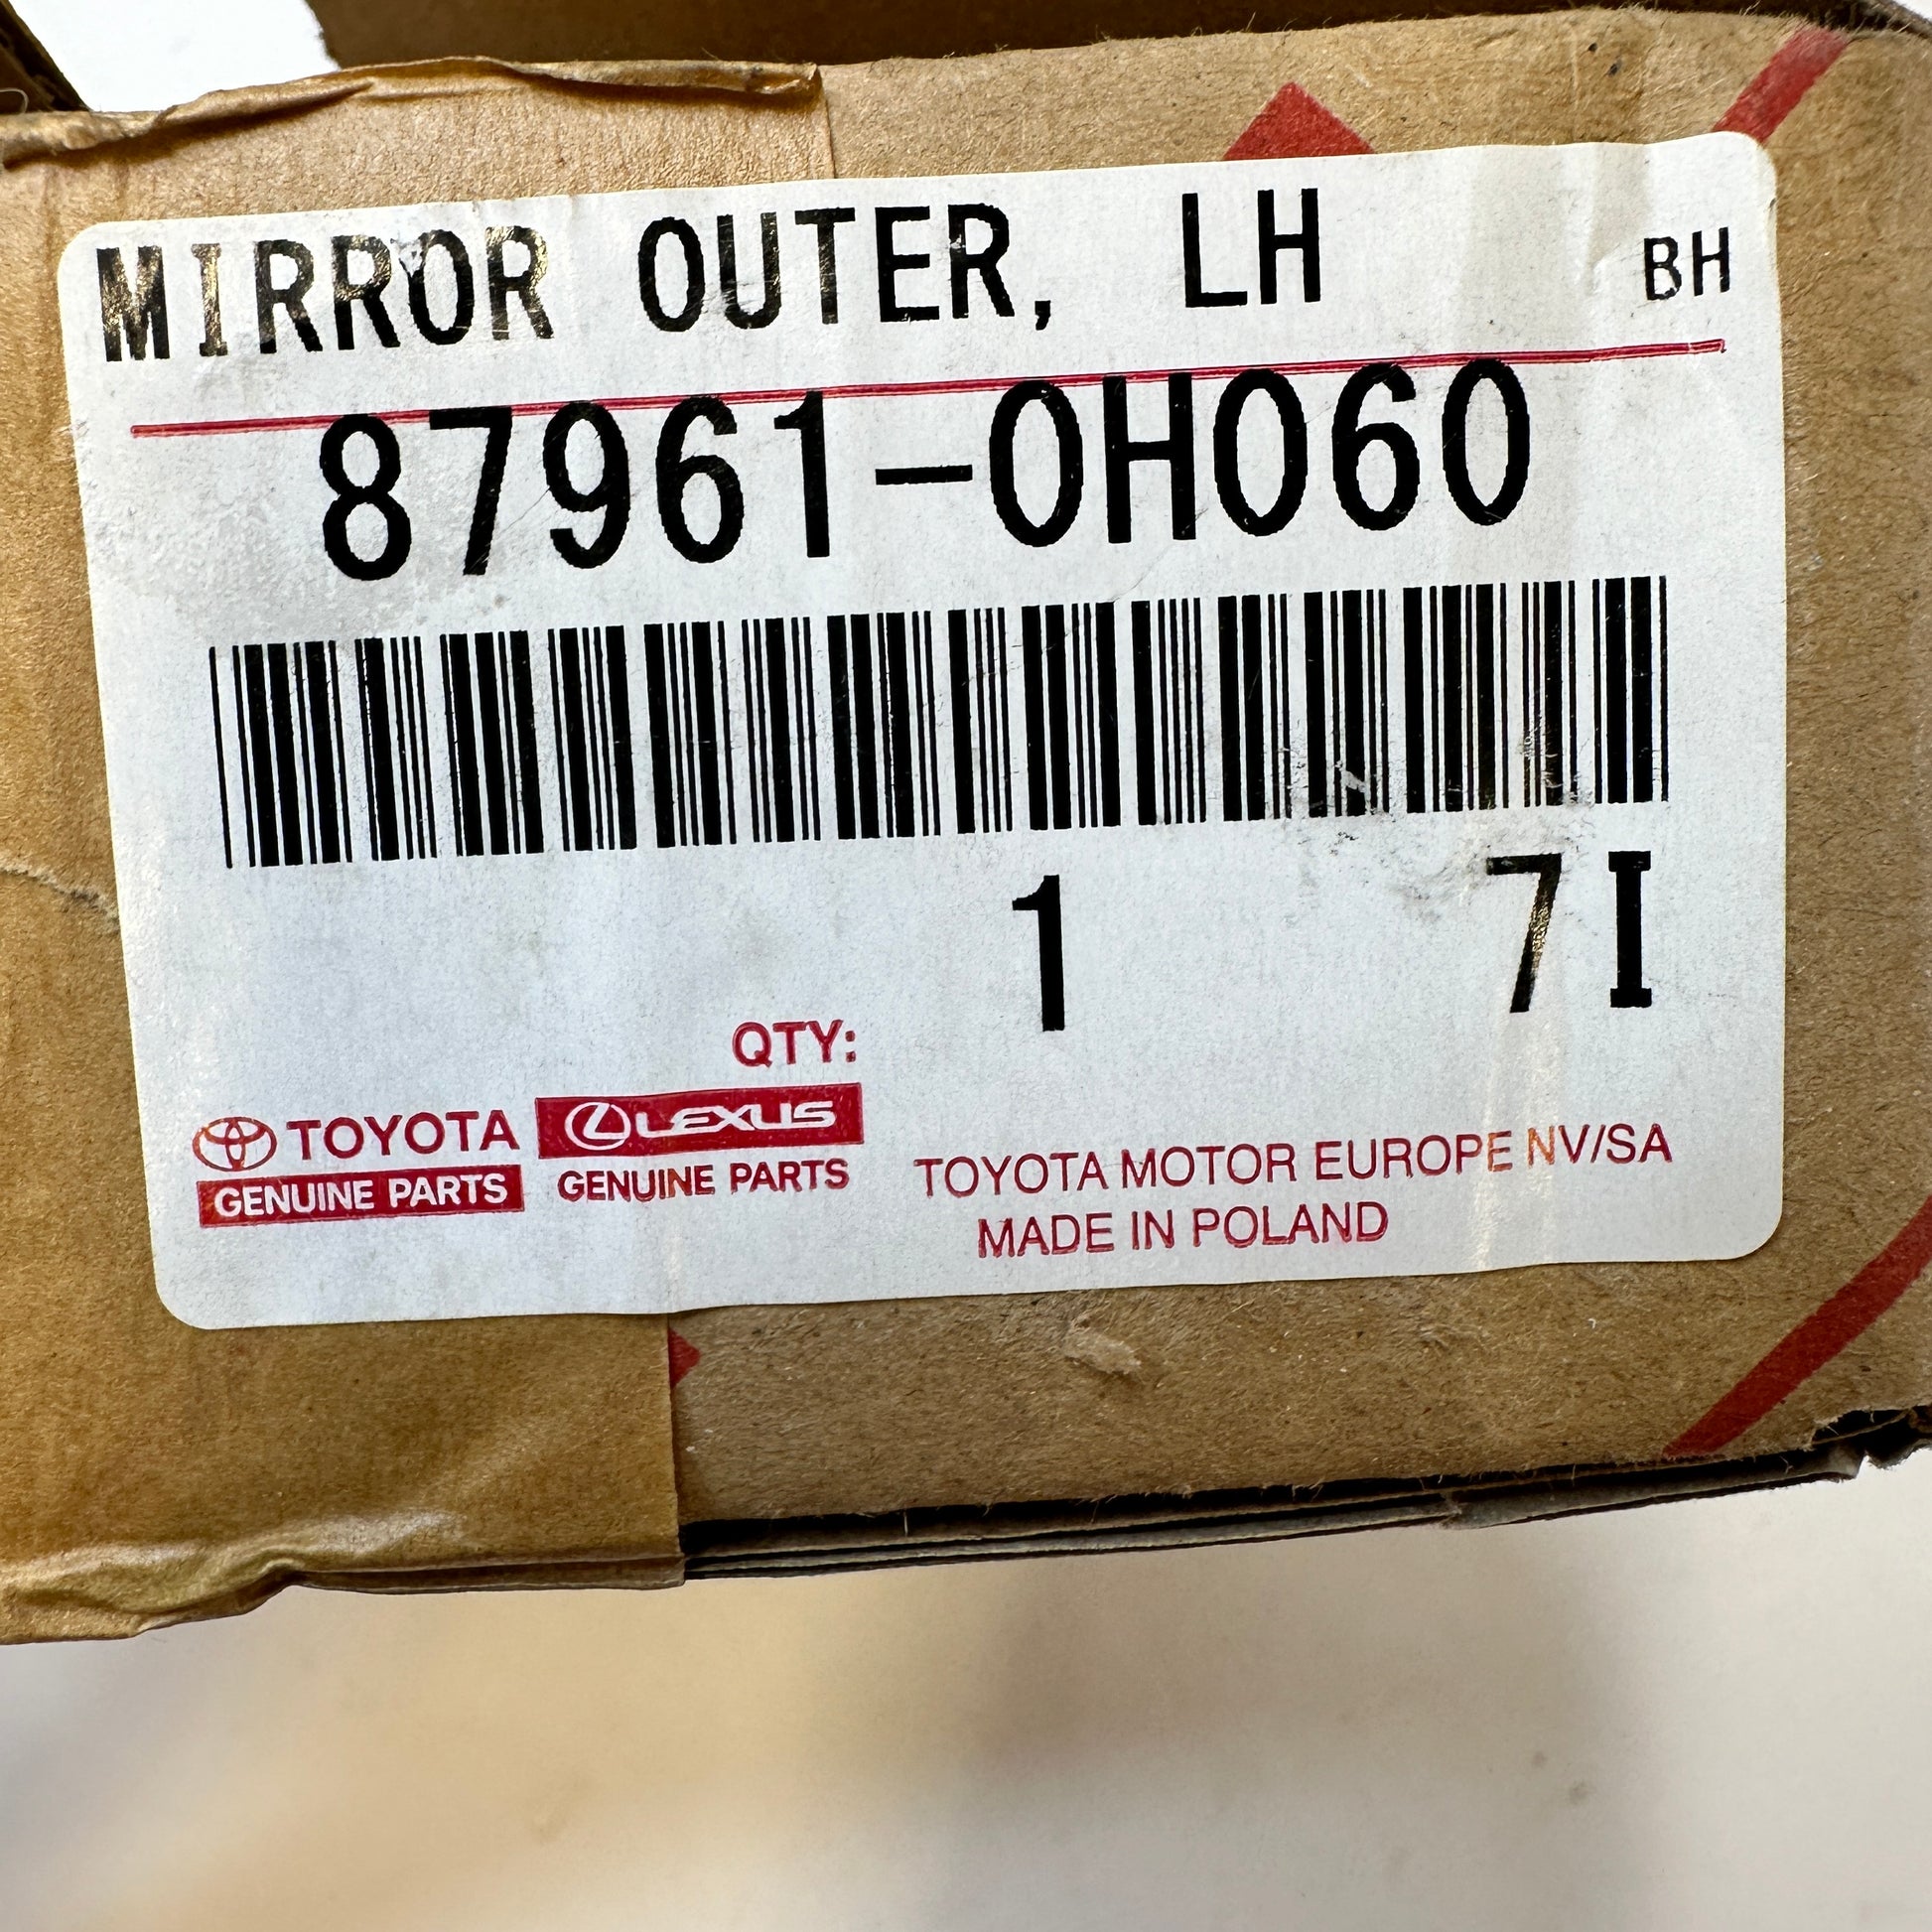 MIRROR OUTER, LH BH
87961-0H060
1 7I
QTY:
TOYOTA LEXUS
GENUINE PARTS GENUINE PARTS
TOYOTA MOTOR EUROPE NV/SA
MADE IN POLAND